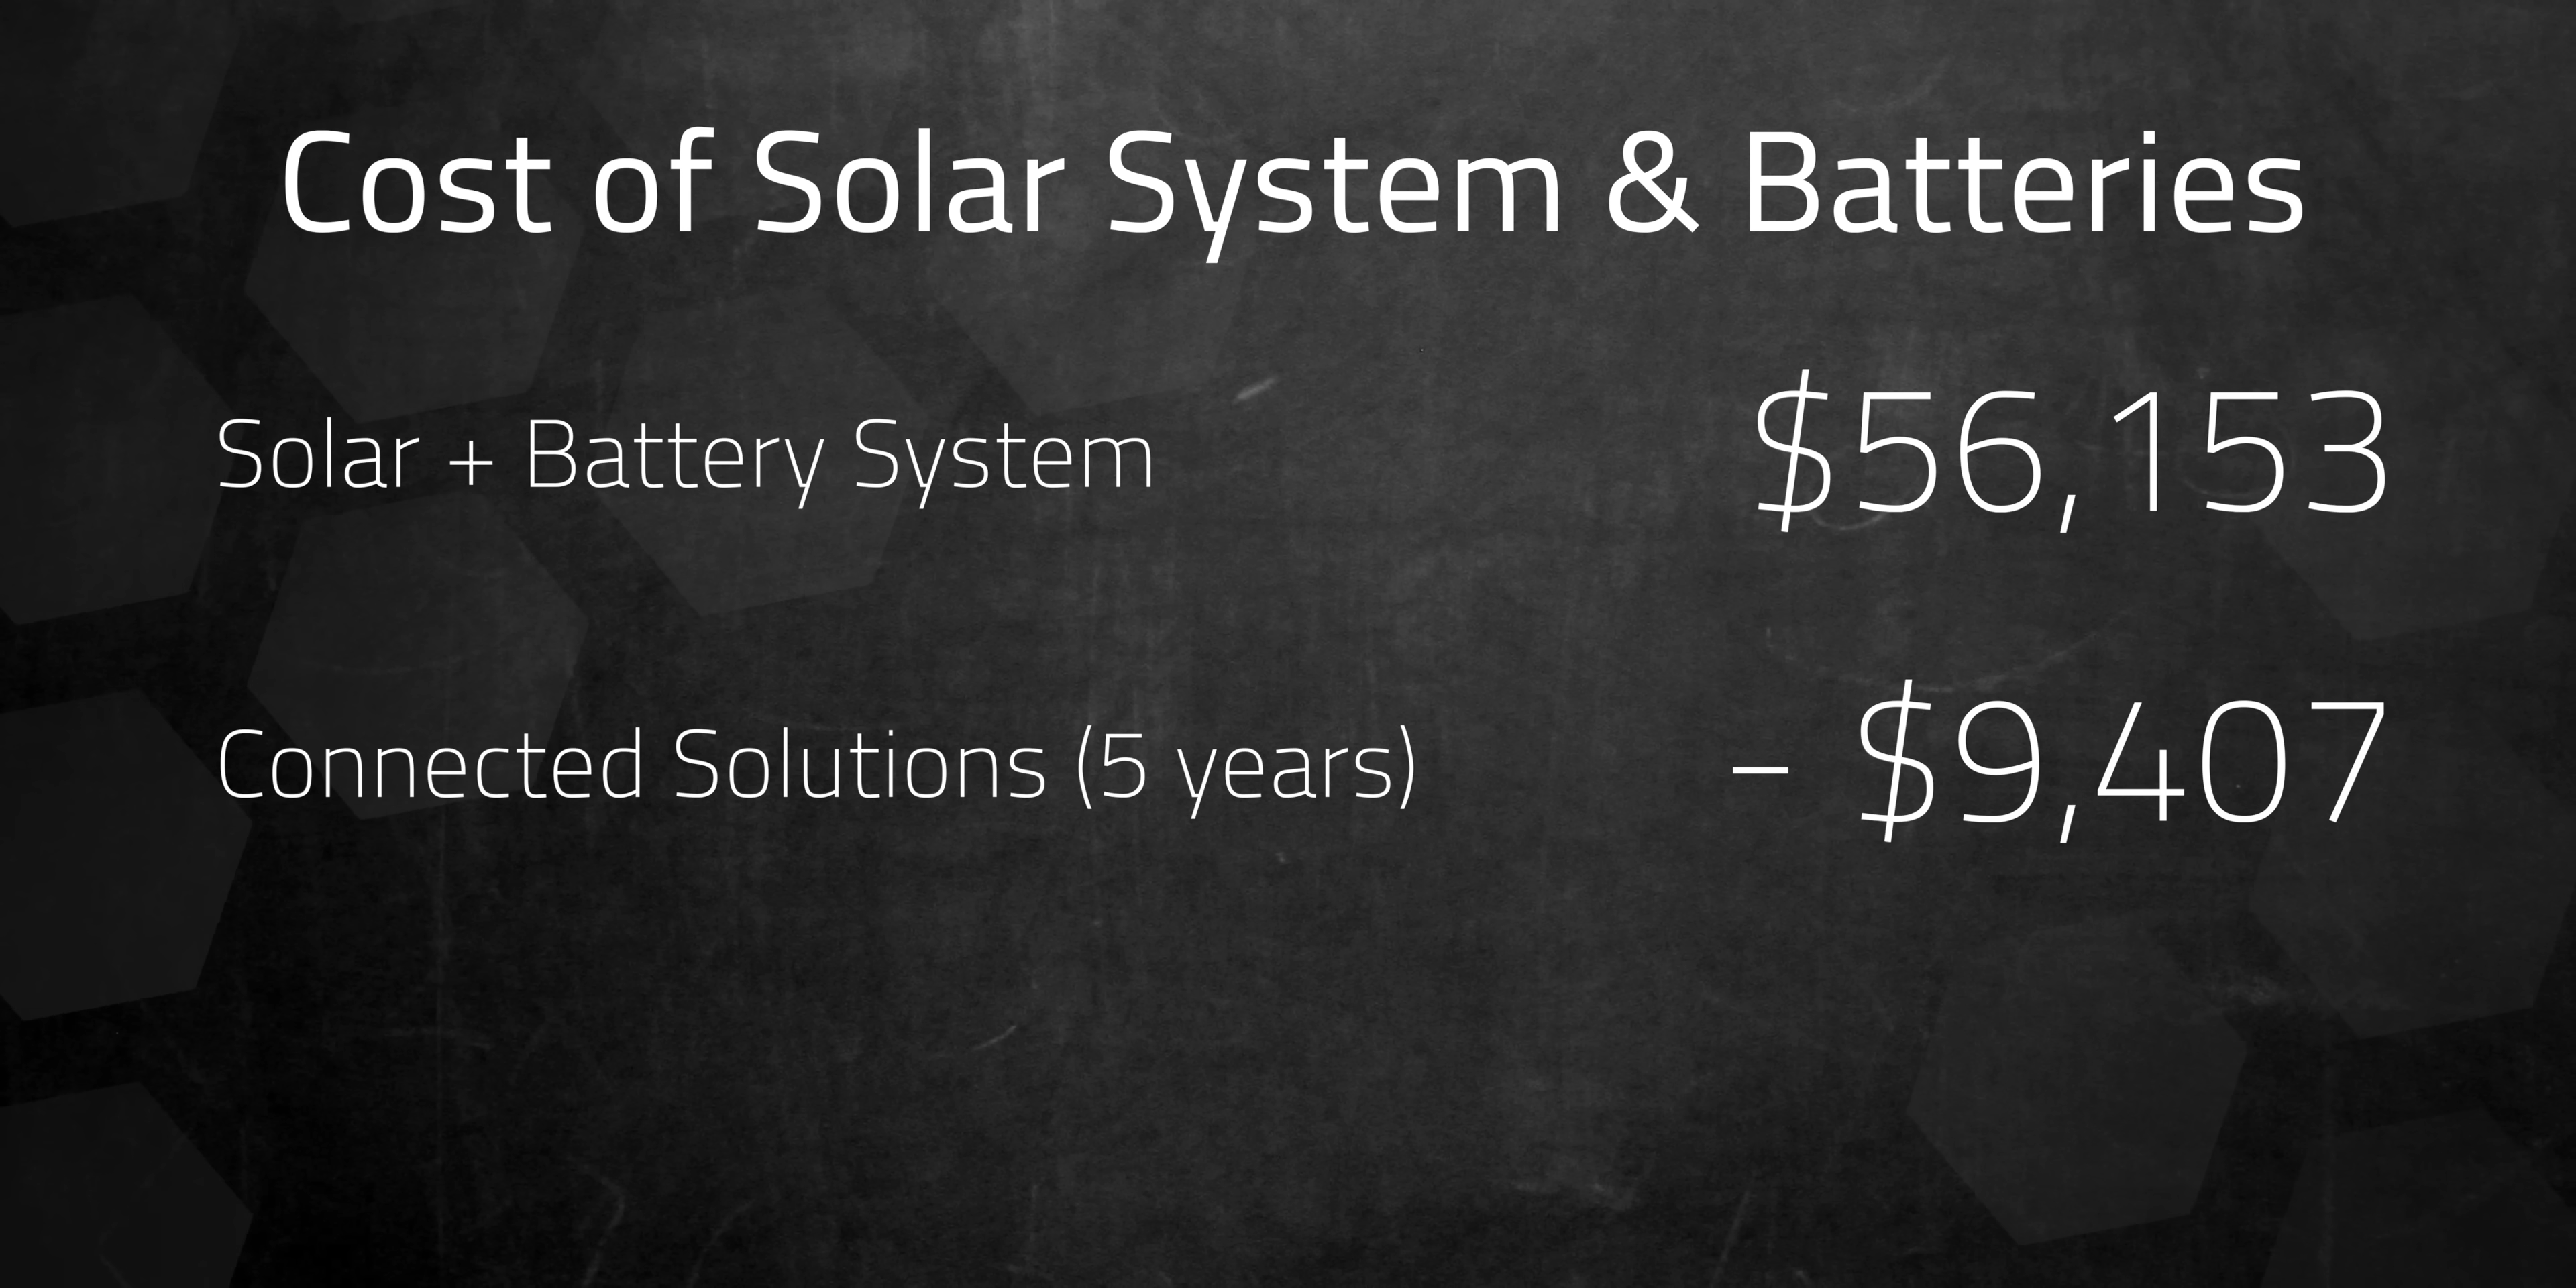 Cost of Solar System & Batteries
Solar + Battery System $56,153
Connected Solutions (5 years) - $9,407